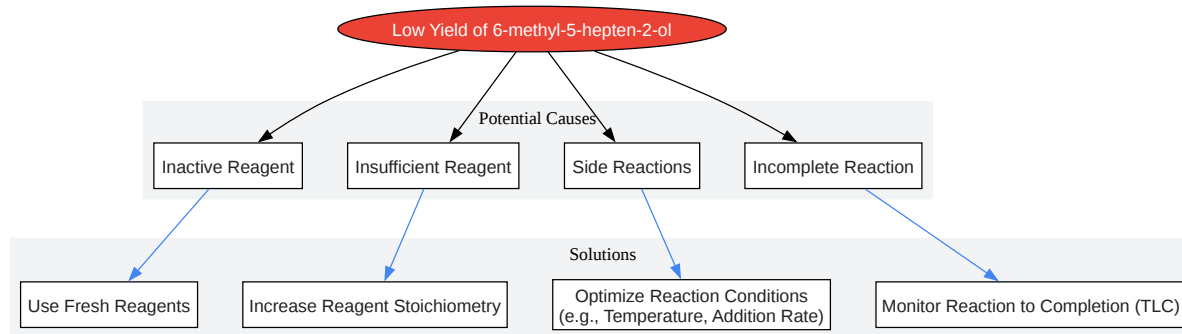 Low Yield of 6-methyl-5-hepten-2-ol
Potential Causes
Inactive Reagent
Insufficient Reagent
Side Reactions
Incomplete Reaction
Solutions
Use Fresh Reagents
Increase Reagent Stoichiometry
Optimize Reaction Conditions
(e.g., Temperature, Addition Rate)
Monitor Reaction to Completion (TLC)